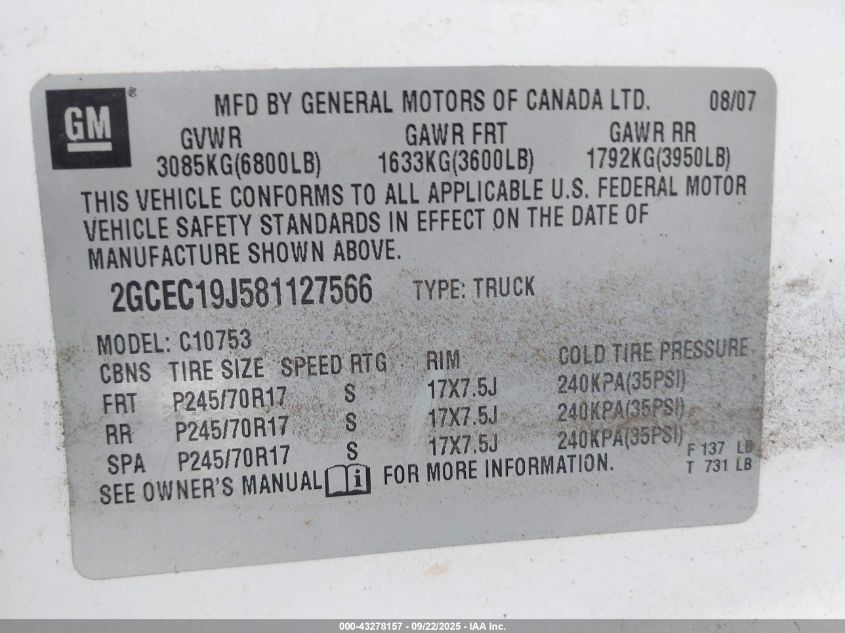 GM®
MFD BY GENERAL MOTORS OF CANADA LTD. 08/07
GVWR GAWR FRT GAWR RR
3085KG(6800LB) 1633KG(3600LB) 1792KG(3950LB)
THIS VEHICLE CONFORMS TO ALL APPLICABLE U.S. FEDERAL MOTOR
VEHICLE SAFETY STANDARDS IN EFFECT ON THE DATE OF
MANUFACTURE SHOWN ABOVE.
2GCEC19J581127566 TYPE: TRUCK
MODEL: C10753
CBNS TIRE SIZE SPEED RTG RIM COLD TIRE PRESSURE
FRT P245/70R17 S 17X7.5J 240KPA(35PSI)
RR P245/70R17 S 17X7.5J 240KPA(35PSI)
SPA P245/70R17 S 17X7.5J 240KPA(35PSI)
F 137 LB
T 731 LB
SEE OWNER'S MANUAL i FOR MORE INFORMATION.
000-43278157 - 09/22/2025 - IAA Inc.